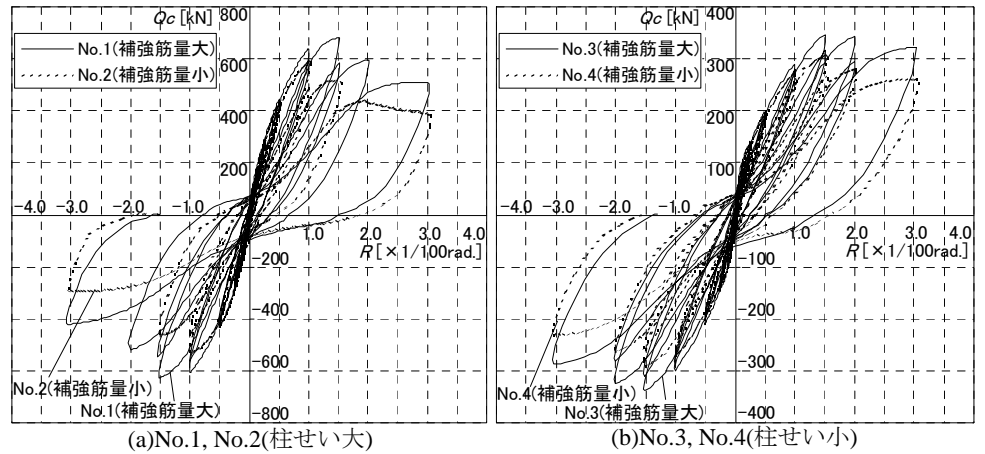 Qc [kN]
800
No.1(補強筋量大)
No.2(補強筋量小)
600
400
200
-4.0 -3.0 -2.0 -1.0 0
1.0 2.0 3.0 4.0
R[×1/100rad.]
-200
-400
-600
-800
No.2(補強筋量小)
No.1(補強筋量大)
(a)No.1, No.2(柱せい大)
Qc [kN]
400
No.3(補強筋量大)
No.4(補強筋量小)
300
200
100
-4.0 -3.0 -2.0 -1.0 0
1.0 2.0 3.0 4.0
R[×1/100rad.]
-100
-200
-300
-400
No.4(補強筋量小)
No.3(補強筋量大)
(b)No.3, No.4(柱せい小)